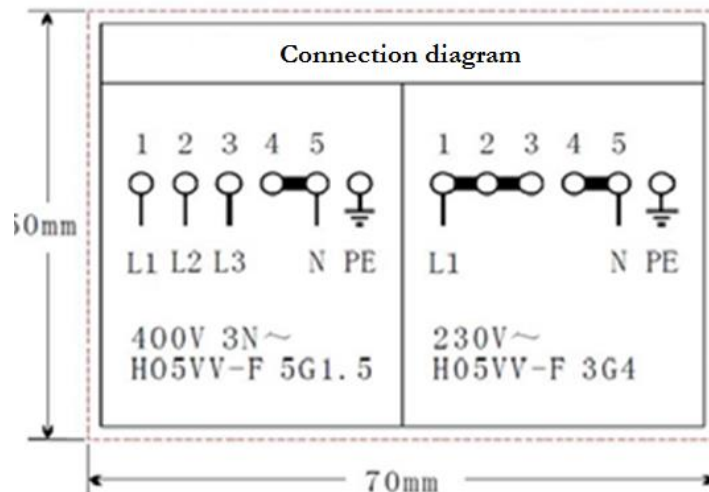 Connection diagram
1 2 3 4 5
L1 L2 L3 N PE
400V 3N~
H05VV-F 5G1.5
1 2 3 4 5
L1 N PE
230V~
H05VV-F 3G4
50mm
70mm